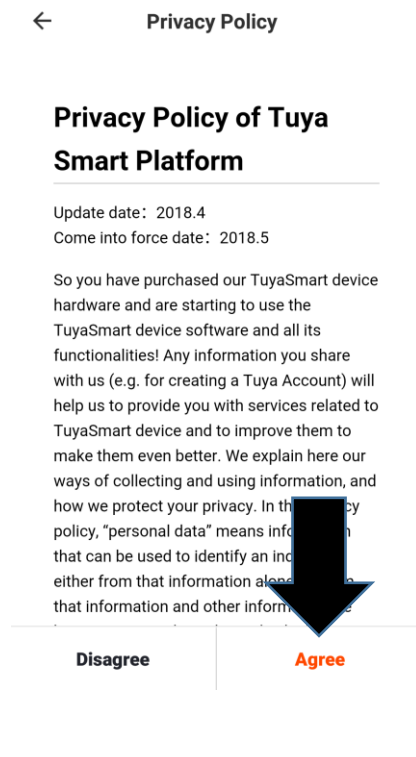 Privacy Policy
Privacy Policy of Tuya
Smart Platform
Update date：2018.4
Come into force date：2018.5
So you have purchased our TuyaSmart device
hardware and are starting to use the
TuyaSmart device software and all its
functionalities! Any information you share
with us (e.g. for creating a Tuya Account) will
help us to provide you with services related to
TuyaSmart device and to improve them to
make them even better. We explain here our
ways of collecting and using information, and
how we protect your privacy. In
policy, “personal data” means
that can be used to identify an
either from that information
that information and other
Disagree
Agree